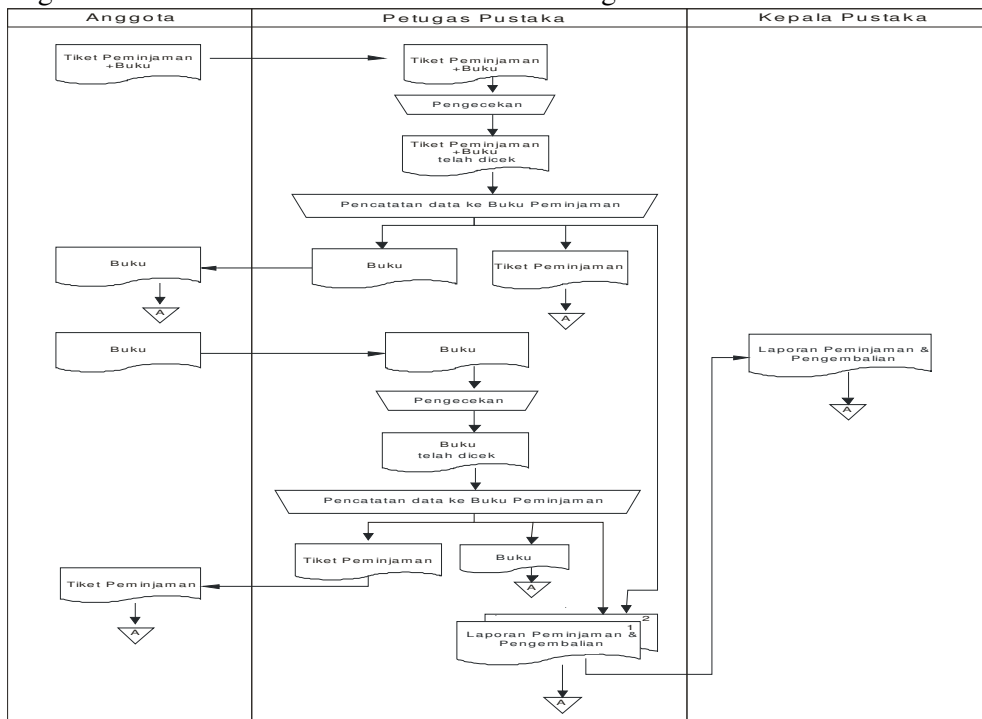 Anggota
Petugas Pustaka
Kepala Pustaka
Tiket Peminjaman
+Buku
Tiket Peminjaman
+Buku
Pengecekan
Tiket Peminjaman
+Buku
telah dicek
Pencatatan data ke Buku Peminjaman
Buku
Buku
Tiket Peminjaman
A
A
Buku
Buku
Laporan Peminjaman &
Pengembalian
Pengecekan
A
Buku
telah dicek
Pencatatan data ke Buku Peminjaman
Tiket Peminjaman
Buku
Tiket Peminjaman
A
A
2
1
Laporan Peminjaman &
Pengembalian
A